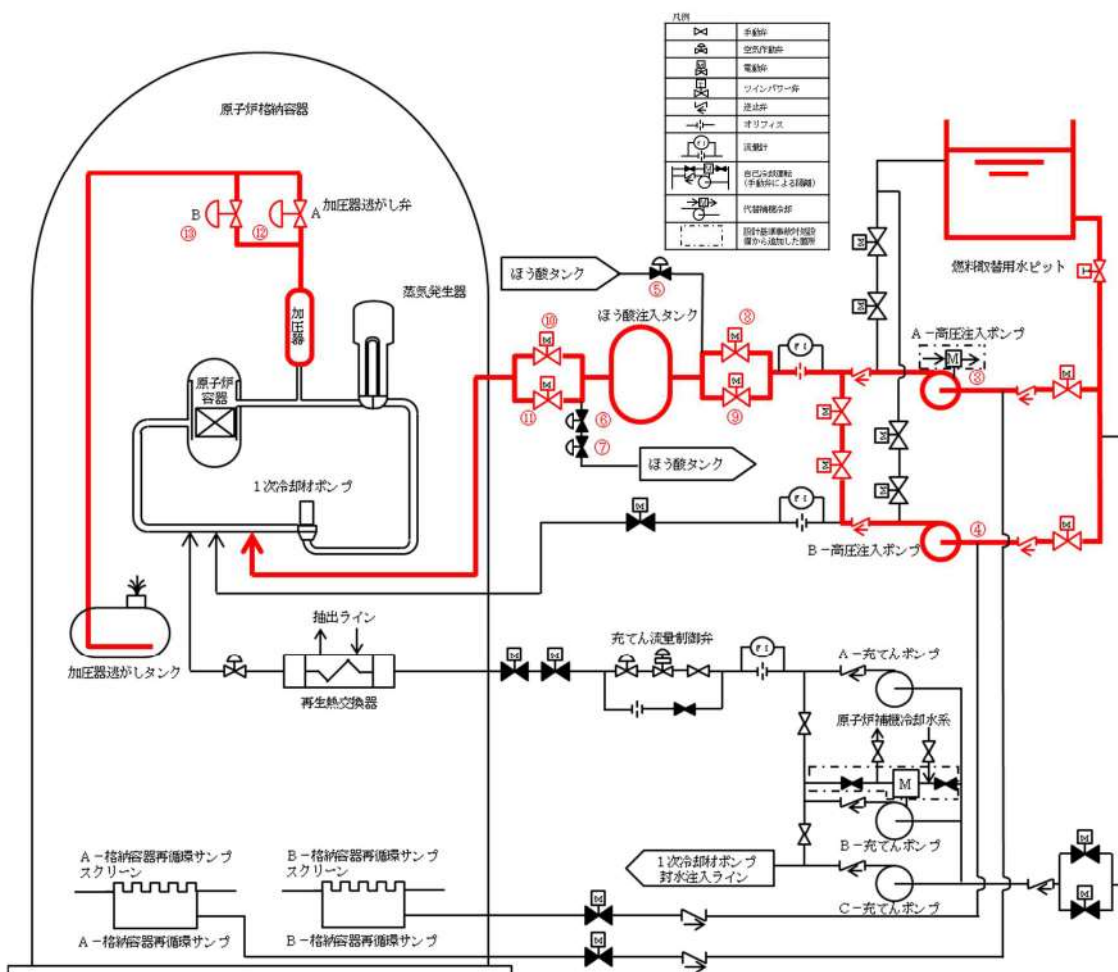 凡例
手動弁
空気作動弁
電動弁
ツインパワー弁
逆止弁
オリフィス
流量計
自己冷却運転
(手動弁による隔離)
代替補機冷却
設計基準事故対処設
備から追加した箇所
原子炉格納容器
加圧器逃がし弁
B
A
⑬
⑫
蒸気発生器
加圧器
原子炉
容器
1次冷却材ポンプ
加圧器逃がしタンク
ほう酸タンク
⑤
ほう酸注入タンク
⑩
⑧
⑪
⑨
⑥
⑦
ほう酸タンク
燃料取替用水ピット
A-高圧注入ポンプ
M
③
④
B-高圧注入ポンプ
抽出ライン
再生熱交換器
充てん流量制御弁
A-充てんポンプ
原子炉補機冷却水系
M
B-充てんポンプ
1次冷却材ポンプ
封水注入ライン
C-充てんポンプ
A-格納容器再循環サンプ
スクリーン
B-格納容器再循環サンプ
スクリーン
A-格納容器再循環サンプ
B-格納容器再循環サンプ